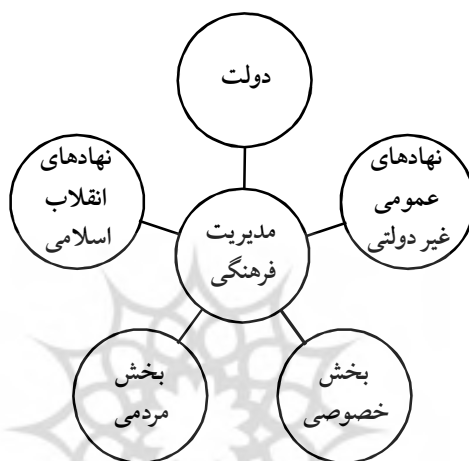 دولت
نهادهای
عمومی
غیر دولتی
نهادهای
انقلاب
اسلامی
مدیریت
فرهنگی
بخش
خصوصی
بخش
مردمی